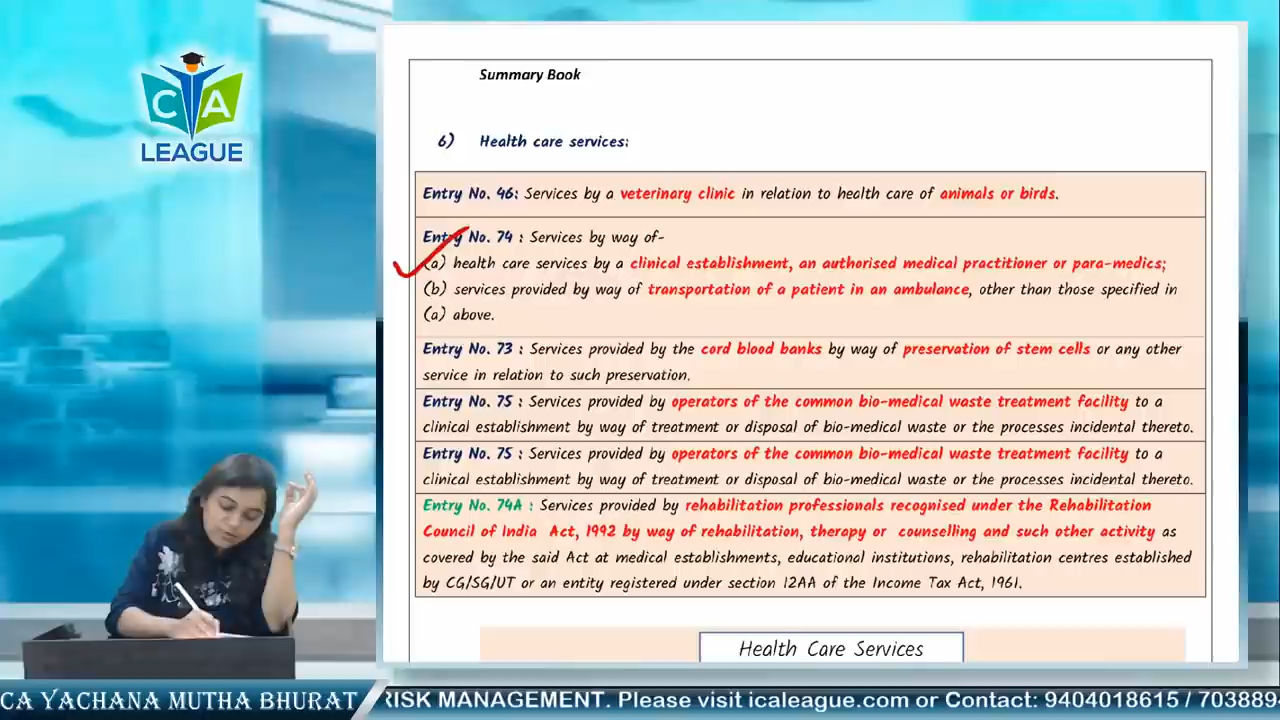 CA
LEAGUE
Summary Book
6) Health care services:
Entry No. 46: Services by a veterinary clinic in relation to health care of animals or birds.
Entry No. 74 : Services by way of-
(a) health care services by a clinical establishment, an authorised medical practitioner or para-medics;
(b) services provided by way of transportation of a patient in an ambulance, other than those specified in
(a) above.
Entry No. 73 : Services provided by the cord blood banks by way of preservation of stem cells or any other
service in relation to such preservation.
Entry No. 75 : Services provided by operators of the common bio-medical waste treatment facility to a
clinical establishment by way of treatment or disposal of bio-medical waste or the processes incidental thereto.
Entry No. 75 : Services provided by operators of the common bio-medical waste treatment facility to a
clinical establishment by way of treatment or disposal of bio-medical waste or the processes incidental thereto.
Entry No. 74A : Services provided by rehabilitation professionals recognised under the Rehabilitation
Council of India Act, 1992 by way of rehabilitation, therapy or counselling and such other activity as
covered by the said Act at medical establishments, educational institutions, rehabilitation centres established
by CG/SG/UT or an entity registered under section 12AA of the Income Tax Act, 1961.
Health Care Services
CA YACHANA MUTHA BHURAT
RISK MANAGEMENT. Please visit icaleague.com or Contact: 9404018615 / 703889